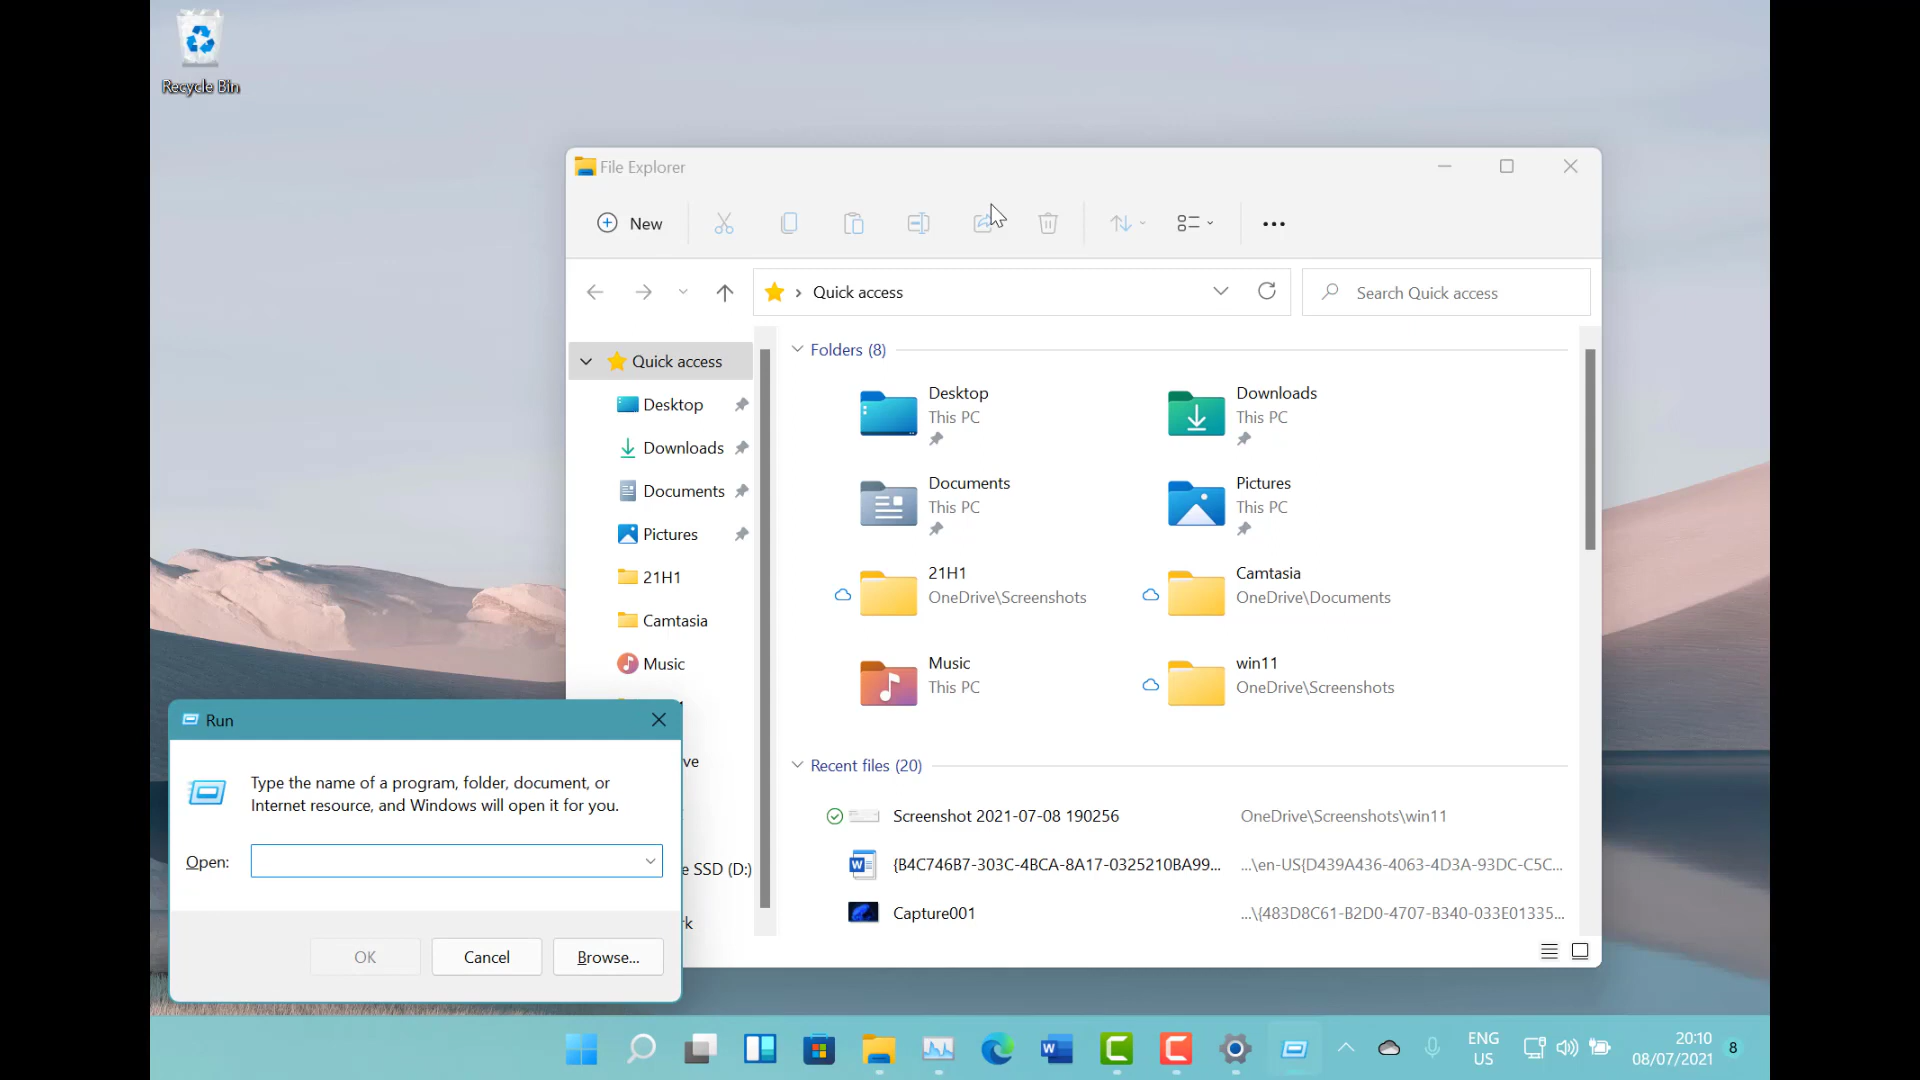 Recycle Bin
File Explorer
New
Quick access
Search Quick access
Quick access
Desktop
Downloads
Documents
Pictures
21H1
Camtasia
Music
ve
e SSD (D:)
rk
Folders (8)
Desktop
This PC
Downloads
This PC
Documents
This PC
Pictures
This PC
21H1
OneDrive\Screenshots
Camtasia
OneDrive\Documents
Music
This PC
win11
OneDrive\Screenshots
Recent files (20)
Screenshot 2021-07-08 190256 OneDrive\Screenshots\win11
{B4C746B7-303C-4BCA-8A17-0325210BA99... ...\en-US{D439A436-4063-4D3A-93DC-C5C...
Capture001 ...\{483D8C61-B2D0-4707-B340-033E01335...
Run
Type the name of a program, folder, document, or
Internet resource, and Windows will open it for you.
Open:
OK Cancel Browse...
ENG
US
20:10
08/07/2021
8